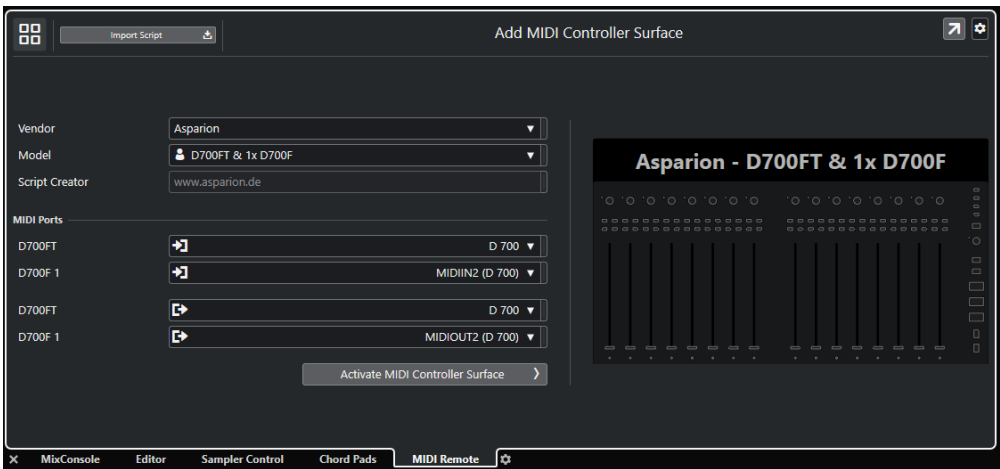 Import Script
Add MIDI Controller Surface
Vendor
Asparion
Model
D700FT & 1x D700F
Script Creator
www.asparion.de
MIDI Ports
D700FT
D 700
D700F 1
MIDIIN2 (D 700)
D700FT
D 700
D700F 1
MIDIOUT2 (D 700)
Activate MIDI Controller Surface
Asparion - D700FT & 1x D700F
MixConsole
Editor
Sampler Control
Chord Pads
MIDI Remote